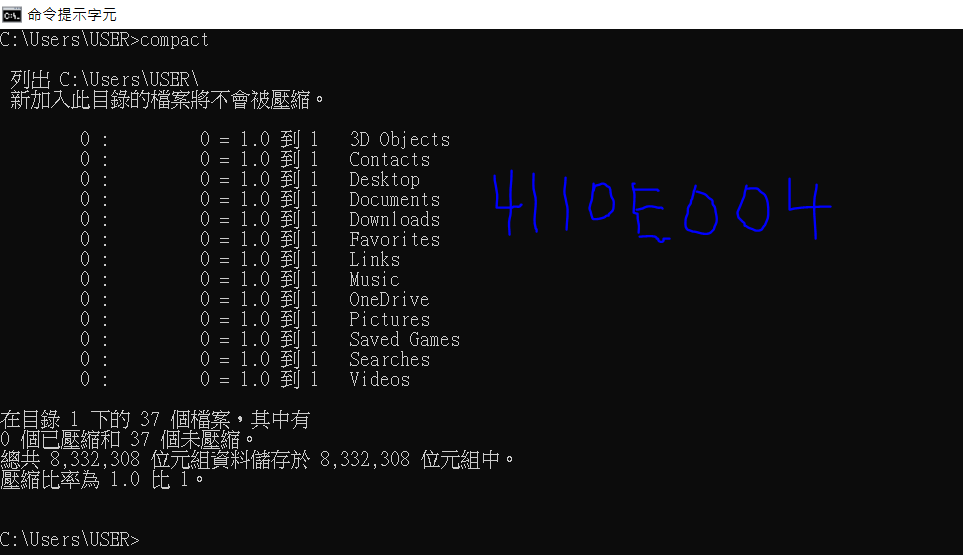 命令提示字元
C:\Users\USER>compact
列出 C:\Users\USER\
新加入此目錄的檔案將不會被壓縮。
0 : 0 = 1.0 到 1 3D Objects
0 : 0 = 1.0 到 1 Contacts
0 : 0 = 1.0 到 1 Desktop
0 : 0 = 1.0 到 1 Documents
0 : 0 = 1.0 到 1 Downloads
0 : 0 = 1.0 到 1 Favorites
0 : 0 = 1.0 到 1 Links
0 : 0 = 1.0 到 1 Music
0 : 0 = 1.0 到 1 OneDrive
0 : 0 = 1.0 到 1 Pictures
0 : 0 = 1.0 到 1 Saved Games
0 : 0 = 1.0 到 1 Searches
0 : 0 = 1.0 到 1 Videos
4110E004
在目錄 1 下的 37 個檔案，其中有
0 個已壓縮和 37 個未壓縮。
總共 8,332,308 位元組資料儲存於 8,332,308 位元組中。
壓縮比率為 1.0 比 1。
C:\Users\USER>